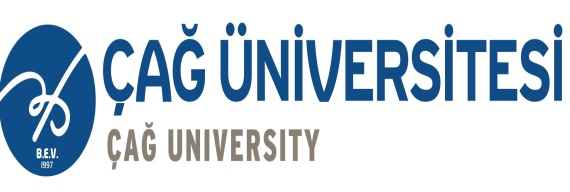 ÇAĞ ÜNİVERSİTESİ
ÇAĞ UNIVERSITY
B.E.V.
1997